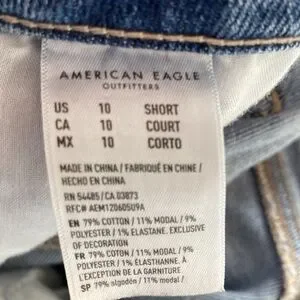 AMERICAN EAGLE
OUTFITTERS
US 10 SHORT
CA 10 COURT
MX 10 CORTO
MADE IN CHINA / FABRIQUÉ EN CHINE /
HECHO EN CHINA
RN 54485/CA 03873
RFC# AEM120605U9A
EN 79% COTTON / 11% MODAL / 9%
POLYESTER / 1% ELASTANE. EXCLUSIVE
OF DECORATION
FR 79% COTON / 11% MODAL / 9%
POLYESTER / 1% ÉLASTHANNE. À
L'EXCEPTION DE LA GARNITURE
SP 79% algodón / 11% MODAL /